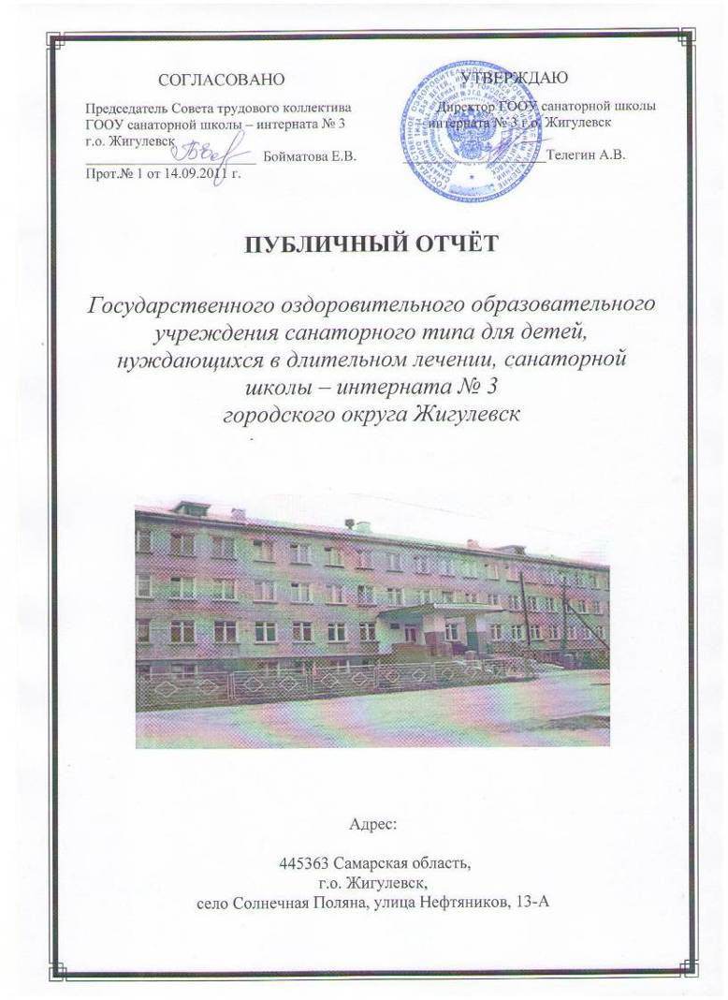 СОГЛАСОВАНО
Председатель Совета трудового коллектива
ГООУ санаторной школы – интерната № 3
г.о. Жигулевск
Бойматова Е.В.
Прот.№ 1 от 14.09.2011 г.
УТВЕРЖДАЮ
Директор ГООУ санаторной школы
интерната № 3 г.о. Жигулевск
Телегин А.В.
ПУБЛИЧНЫЙ ОТЧЁТ
Государственного оздоровительного образовательного
учреждения санаторного типа для детей,
нуждающихся в длительном лечении, санаторной
школы – интерната № 3
городского округа Жигулевск
Адрес:
445363 Самарская область,
г.о. Жигулевск,
село Солнечная Поляна, улица Нефтяников, 13-А